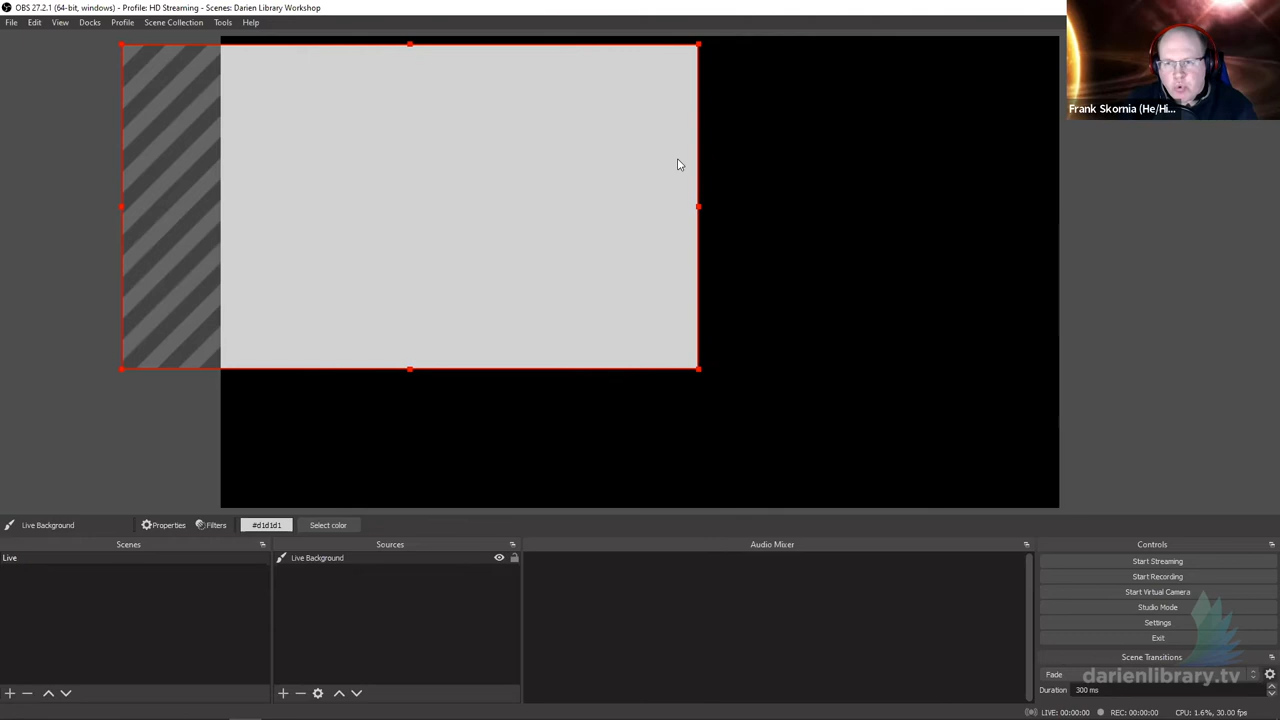 OBS 27.2.1 (64-bit, windows) - Profile: HD Streaming - Scenes: Darien Library Workshop
File Edit View Docks Profile Scene Collection Tools Help
Frank Skornia (He/Hi...
Live Background Properties Filters #d1d1d1 Select color
Scenes Sources Audio Mixer Controls
Live Live Background Start Streaming
Start Recording
Start Virtual Camera
Studio Mode
Settings
Exit
Scene Transitions
Fade
darienlibrary.tv
Duration 300 ms
LIVE: 00:00:00 REC: 00:00:00 CPU: 1.6%, 30.00 fps